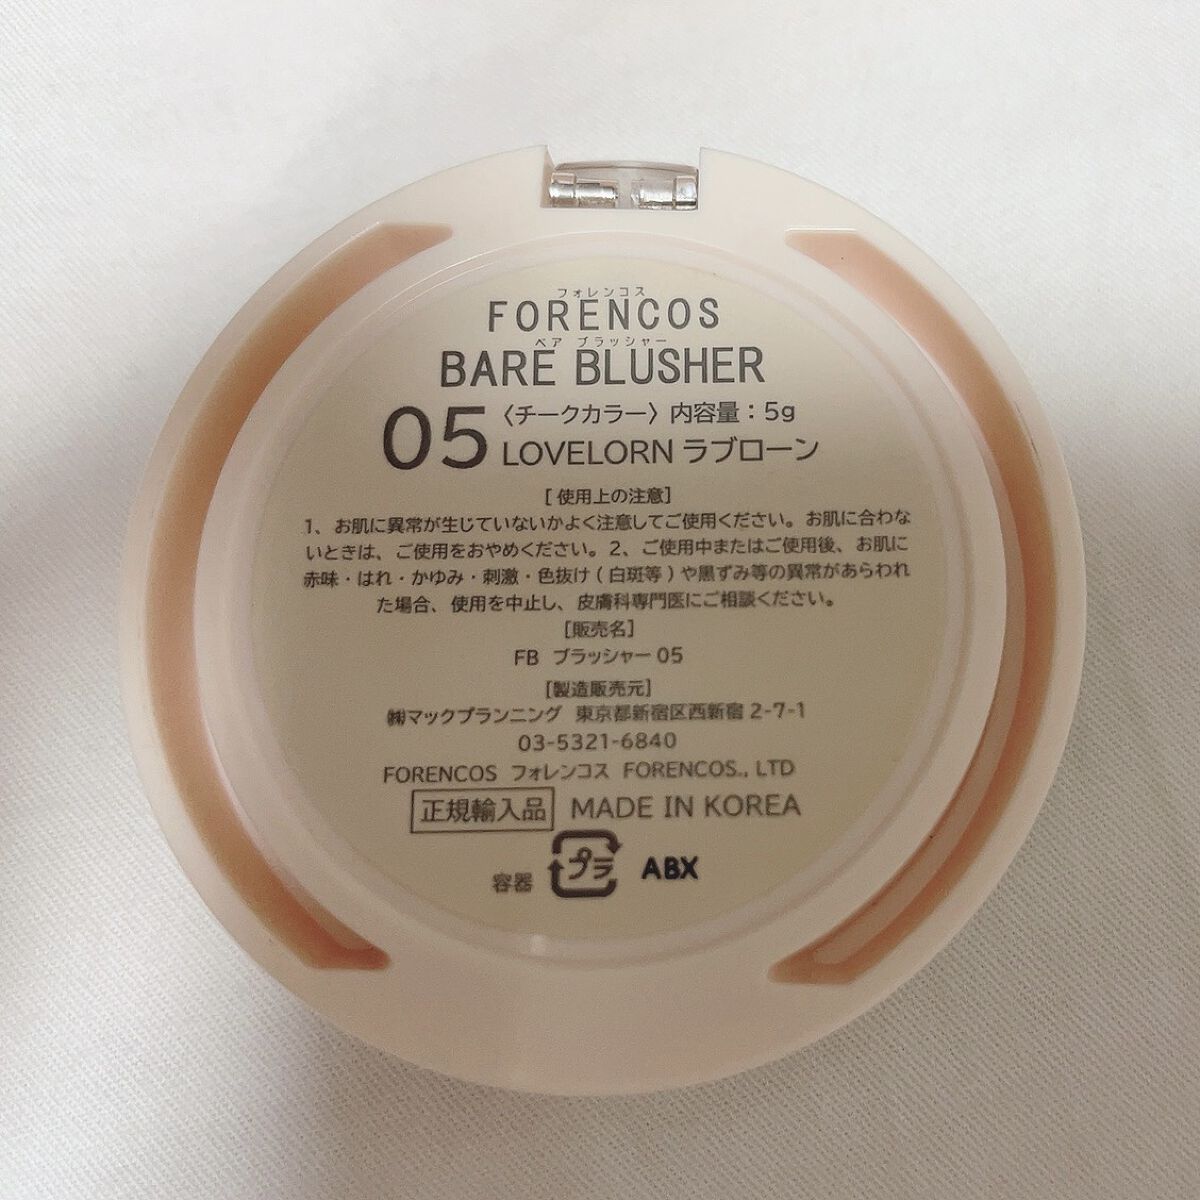 フォレンコス
FORENCOS
ベア ブラッシャー
BARE BLUSHER
05 〈チークカラー〉内容量：5g
LOVELORN ラブローン
[ 使用上の注意]
1、お肌に異常が生じていないかよく注意してご使用ください。お肌に合わな
いときは、ご使用をおやめください。2、ご使用中またはご使用後、お肌に
赤味・はれ・かゆみ・刺激・色抜け ( 白斑等 ) や黒ずみ等の異常があらわれ
た場合、使用を中止し、皮膚科専門医にご相談ください。
[販売名]
FB ブラッシャー 05
[製造販売元]
㈱マックプランニング 東京都新宿区西新宿 2-7-1
03-5321-6840
FORENCOS フォレンコス FORENCOS., LTD
正規輸入品 MADE IN KOREA
容器 プラ ABX